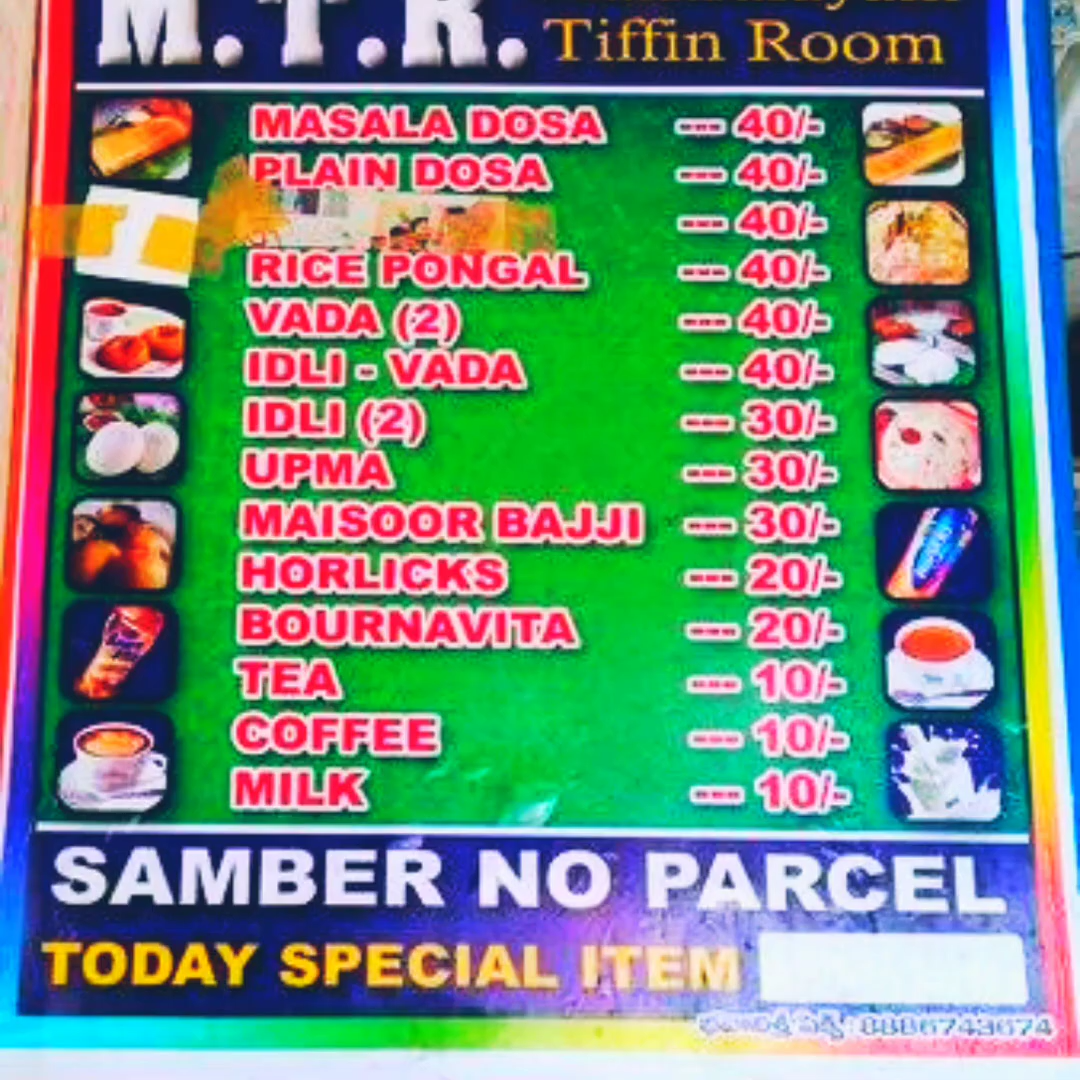 M.T.R. Tiffin Room
MASALA DOSA --- 40/-
PLAIN DOSA --- 40/-
--- 40/-
RICE PONGAL --- 40/-
VADA (2) --- 40/-
IDLI - VADA --- 40/-
IDLI (2) --- 30/-
UPMA --- 30/-
MAISOOR BAJJI --- 30/-
HORLICKS --- 20/-
BOURNAVITA --- 20/-
TEA --- 10/-
COFFEE --- 10/-
MILK --- 10/-
SAMBER NO PARCEL
TODAY SPECIAL ITEM